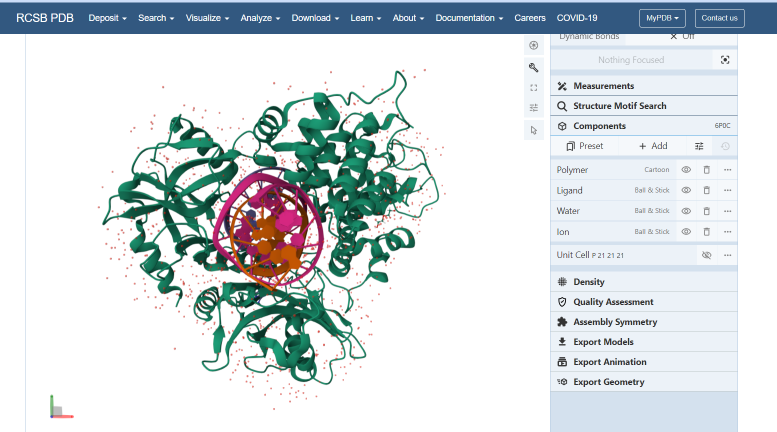 RCSB PDB Deposit Search Visualize Analyze Download Learn About Documentation Careers COVID-19 MyPDB Contact us
Dynamic Bonds Off
Nothing Focused
Measurements
Structure Motif Search
Components 6P0C
Preset Add
Polymer Cartoon
Ligand Ball & Stick
Water Ball & Stick
Ion Ball & Stick
Unit Cell P 21 21 21
Density
Quality Assessment
Assembly Symmetry
Export Models
Export Animation
Export Geometry